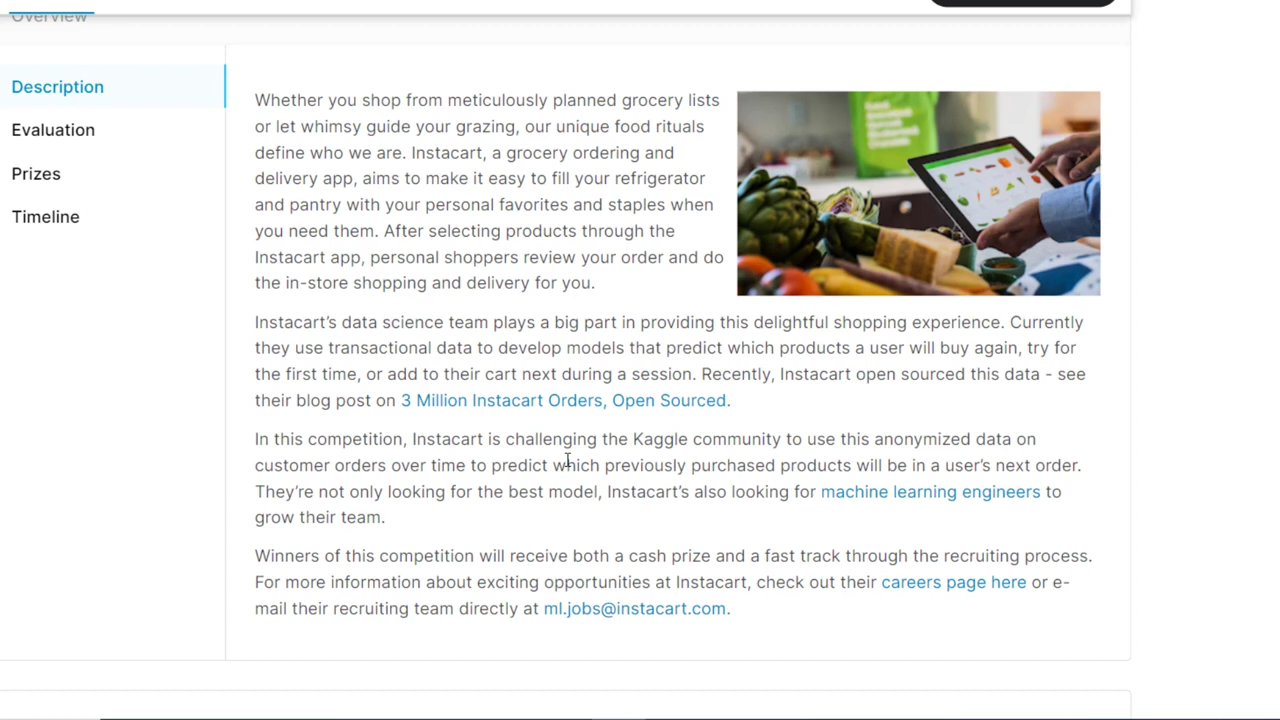 Overview
Description
Evaluation
Prizes
Timeline
Whether you shop from meticulously planned grocery lists
or let whimsy guide your grazing, our unique food rituals
define who we are. Instacart, a grocery ordering and
delivery app, aims to make it easy to fill your refrigerator
and pantry with your personal favorites and staples when
you need them. After selecting products through the
Instacart app, personal shoppers review your order and do
the in-store shopping and delivery for you.
Instacart’s data science team plays a big part in providing this delightful shopping experience. Currently
they use transactional data to develop models that predict which products a user will buy again, try for
the first time, or add to their cart next during a session. Recently, Instacart open sourced this data - see
their blog post on 3 Million Instacart Orders, Open Sourced.
In this competition, Instacart is challenging the Kaggle community to use this anonymized data on
customer orders over time to predict which previously purchased products will be in a user’s next order.
They’re not only looking for the best model, Instacart’s also looking for machine learning engineers to
grow their team.
Winners of this competition will receive both a cash prize and a fast track through the recruiting process.
For more information about exciting opportunities at Instacart, check out their careers page here or e-
mail their recruiting team directly at ml.jobs@instacart.com.